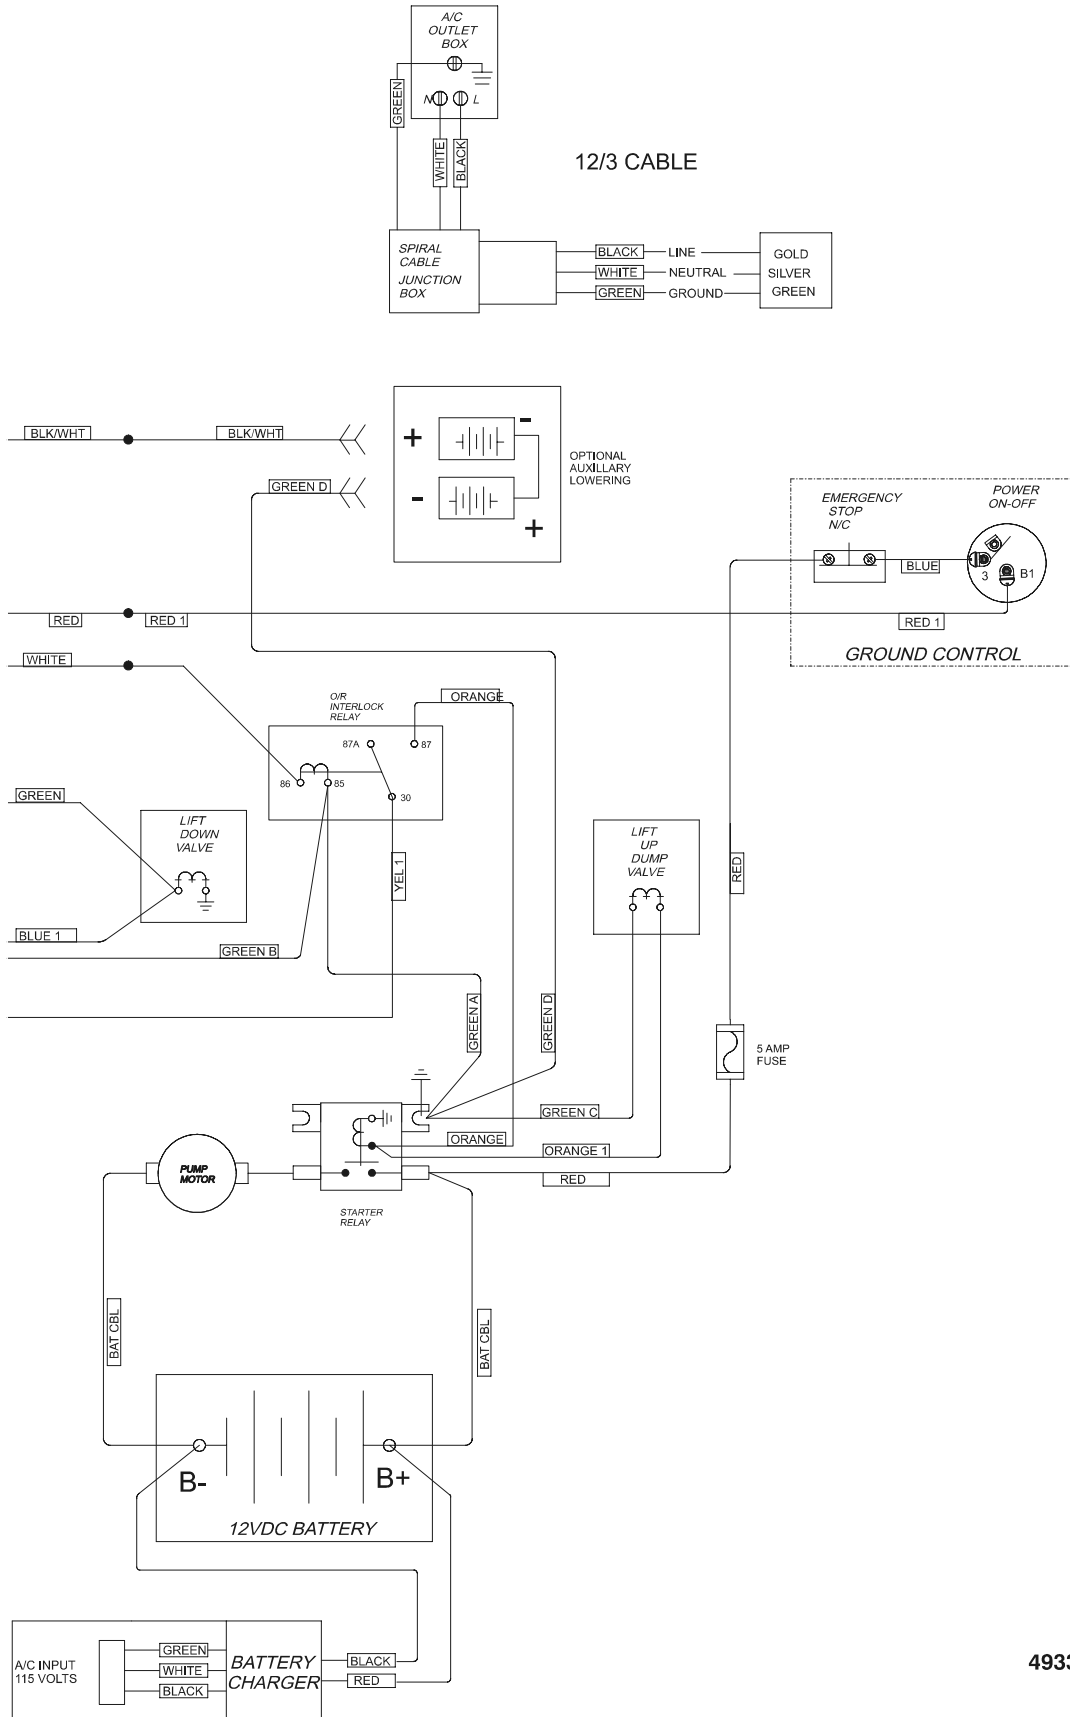 A/C
OUTLET
BOX
GREEN
N
L
WHITE
BLACK
12/3 CABLE
SPIRAL
CABLE
JUNCTION
BOX
BLACK
LINE
GOLD
WHITE
NEUTRAL
SILVER
GREEN
GROUND
GREEN
BLK/WHT
BLK/WHT
+
-
-
+
OPTIONAL
AUXILLARY
LOWERING
GREEN D
EMERGENCY
STOP
N/C
POWER
ON-OFF
BLUE
3
B1
RED
RED 1
RED 1
GROUND CONTROL
WHITE
O/R
INTERLOCK
RELAY
ORANGE
87A
87
86
85
30
GREEN
LIFT
DOWN
VALVE
YEL 1
LIFT
UP
DUMP
VALVE
RED
BLUE 1
GREEN B
GREEN A
GREEN D
5 AMP
FUSE
GREEN C
ORANGE
ORANGE 1
RED
PUMP
MOTOR
STARTER
RELAY
BAT CBL
BAT CBL
B-
B+
12VDC BATTERY
A/C INPUT
115 VOLTS
GREEN
WHITE
BLACK
BATTERY
CHARGER
BLACK
RED
4933